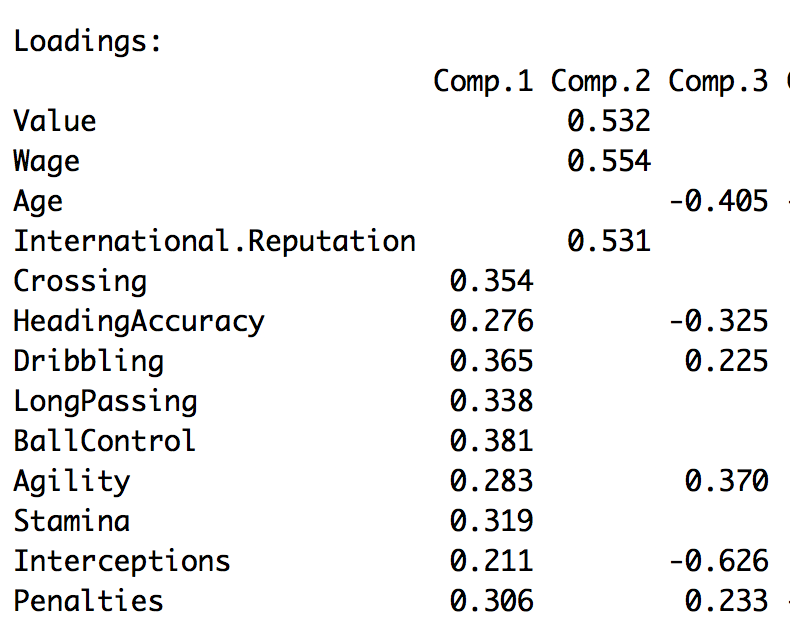 Loadings:
Comp.1 Comp.2 Comp.3
Value 0.532
Wage 0.554
Age -0.405
International.Reputation 0.531
Crossing 0.354
HeadingAccuracy 0.276 -0.325
Dribbling 0.365 0.225
LongPassing 0.338
BallControl 0.381
Agility 0.283 0.370
Stamina 0.319
Interceptions 0.211 -0.626
Penalties 0.306 0.233